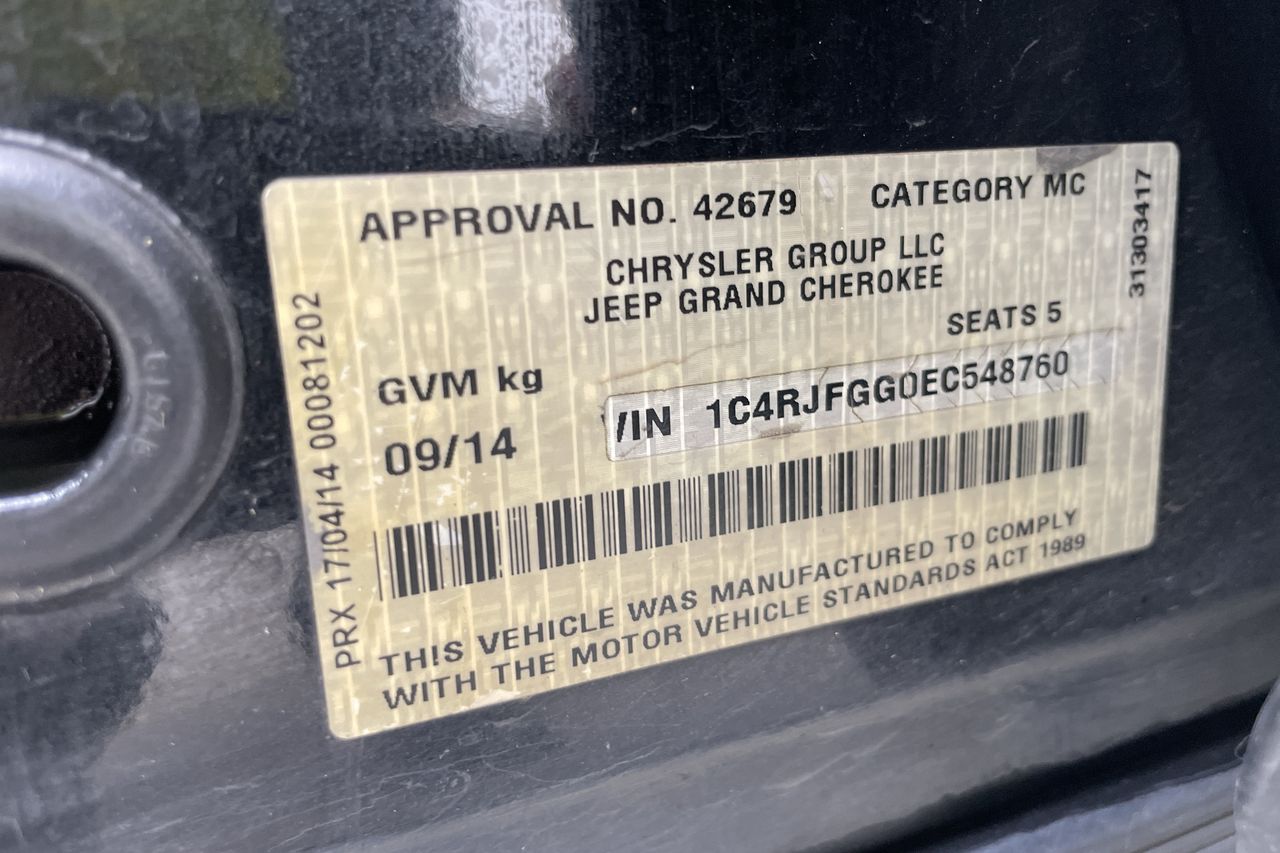 APPROVAL NO. 42679 CATEGORY MC
CHRYSLER GROUP LLC
JEEP GRAND CHEROKEE
SEATS 5
GVM kg
VIN 1C4RJFGG0EC548760
09/14
THIS VEHICLE WAS MANUFACTURED TO COMPLY
WITH THE MOTOR VEHICLE STANDARDS ACT 1989
PRX 17/04/14 00081202
31303417